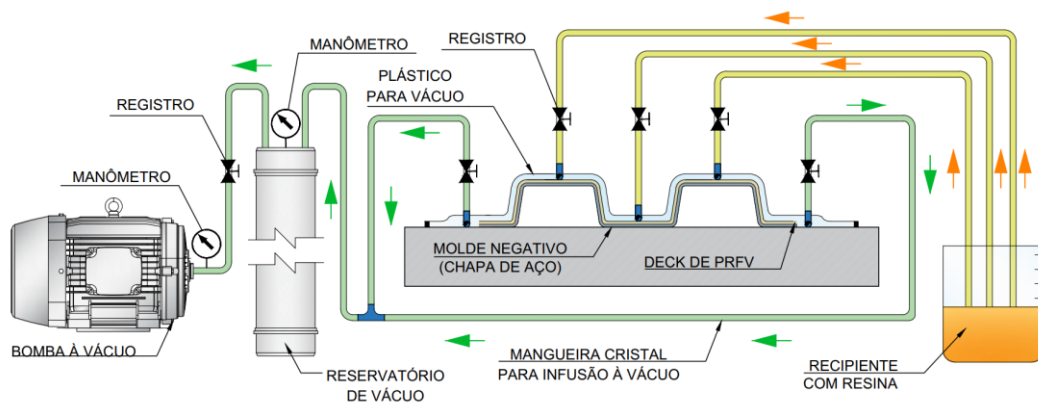 MANÔMETRO
REGISTRO
PLÁSTICO
PARA VÁCUO
REGISTRO
MANÔMETRO
MOLDE NEGATIVO
(CHAPA DE AÇO)
DECK DE PRFV
BOMBA À VÁCUO
RESERVATÓRIO
DE VÁCUO
MANGUEIRA CRISTAL
PARA INFUSÃO À VÁCUO
RECIPIENTE
COM RESINA